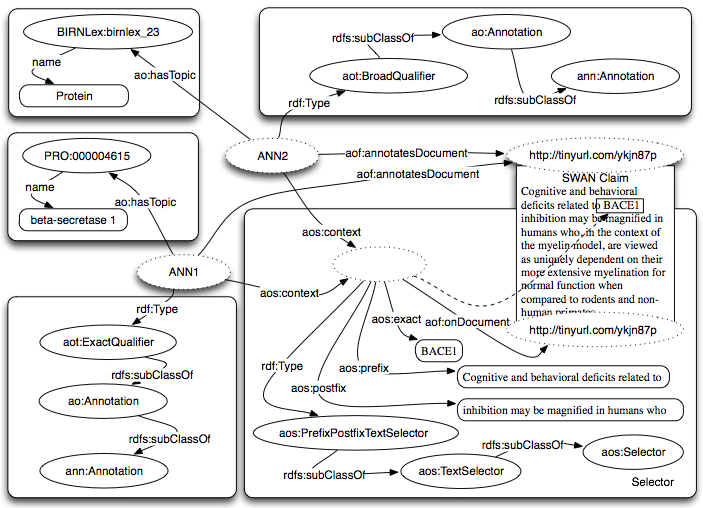 BIRNLex:birnlex_23
name
Protein
ao:hasTopic
rdfs:subClassOf
ao:Annotation
aot:BroadQualifier
ann:Annotation
rdfs:subClassOf
rdf:Type
PRO:000004615
name
ao:hasTopic
beta-secretase 1
ANN2
aof:annotatesDocument
aof:annotatesDocument
http://tinyurl.com/ykjn87p
SWAN Claim
Cognitive and behavioral
deficits related to BACE1
inhibition may be magnified in
humans who, in the context of
the myelin model, are viewed
as uniquely dependent on their
more extensive myelination for
normal function when
compared to rodents and non-
human primates
http://tinyurl.com/ykjn87p
aos:context
ANN1
aos:context
rdf:Type
aot:ExactQualifier
rdfs:subClassOf
ao:Annotation
rdfs:subClassOf
ann:Annotation
aos:exact
aof:onDocument
BACE1
rdf:Type
aos:prefix
Cognitive and behavioral deficits related to
aos:postfix
inhibition may be magnified in humans who
aos:PrefixPostfixTextSelector
rdfs:subClassOf
aos:TextSelector
rdfs:subClassOf
aos:Selector
Selector